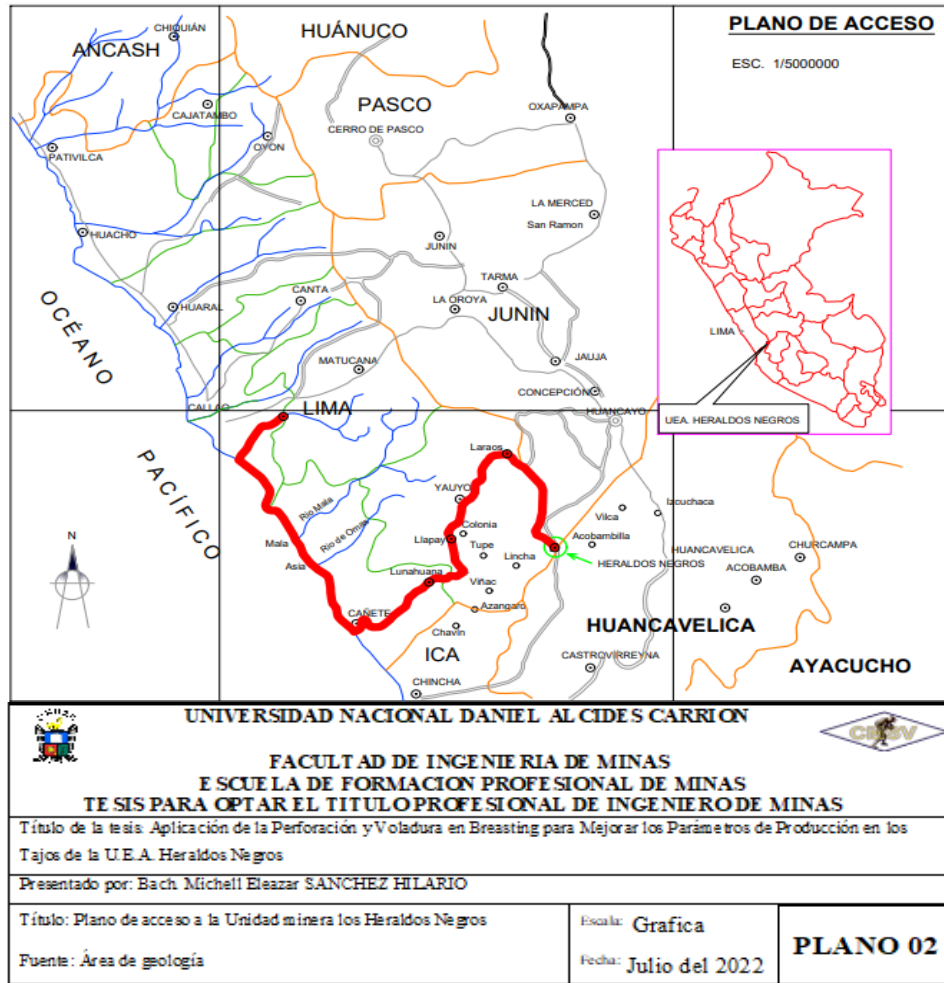 PLANO DE ACCESO
ESC. 1/5000000
ANCASH
CHIQUIÁN
HUÁNUCO
PASCO
CAJATAMBO
OXAPAMPA
CERRO DE PASCO
OYON
PATIVILCA
LA MERCED
San Ramon
HUACHO
JUNIN
TARMA
CANTA
LA OROYA
HUARAL
JUNIN
OCÉANO
MATUCANA
JAUJA
CONCEPCIÓN
CALLAO
LIMA
HUANCAYO
LIMA
UEA. HERALDOS NEGROS
PACÍFICO
Laraos
YAUYO
Rio Mala
Vilca
Izcuchaca
Colonia
Rio de Omas
Llapay
Mala
Tupe
Acobambilla
HUANCAVELICA
CHURCAMPA
Asia
Lincha
HERALDOS NEGROS
ACOBAMBA
Lunahuana
Viñac
Azangaro
CAÑETE
Chavin
HUANCAVELICA
ICA
CASTROVIRREYNA
AYACUCHO
CHINCHA
N
UNIVERSIDAD NACIONAL DANIEL ALCIDES CARRION
FACULTAD DE INGENIERIA DE MINAS
ESCUELA DE FORMACION PROFESIONAL DE MINAS
TESIS PARA OPTAR EL TITULO PROFESIONAL DE INGENIERO DE MINAS
Título de la tesis: Aplicación de la Perforación y Voladura en Breasting para Mejorar los Parámetros de Producción en los
Tajos de la U.E.A. Heraldos Negros
Presentado por: Bach. Michell Eleazar SANCHEZ HILARIO
Título: Plano de acceso a la Unidad minera los Heraldos Negros
Fuente: Área de geología
Escala: Grafica
Fecha: Julio del 2022
PLANO 02